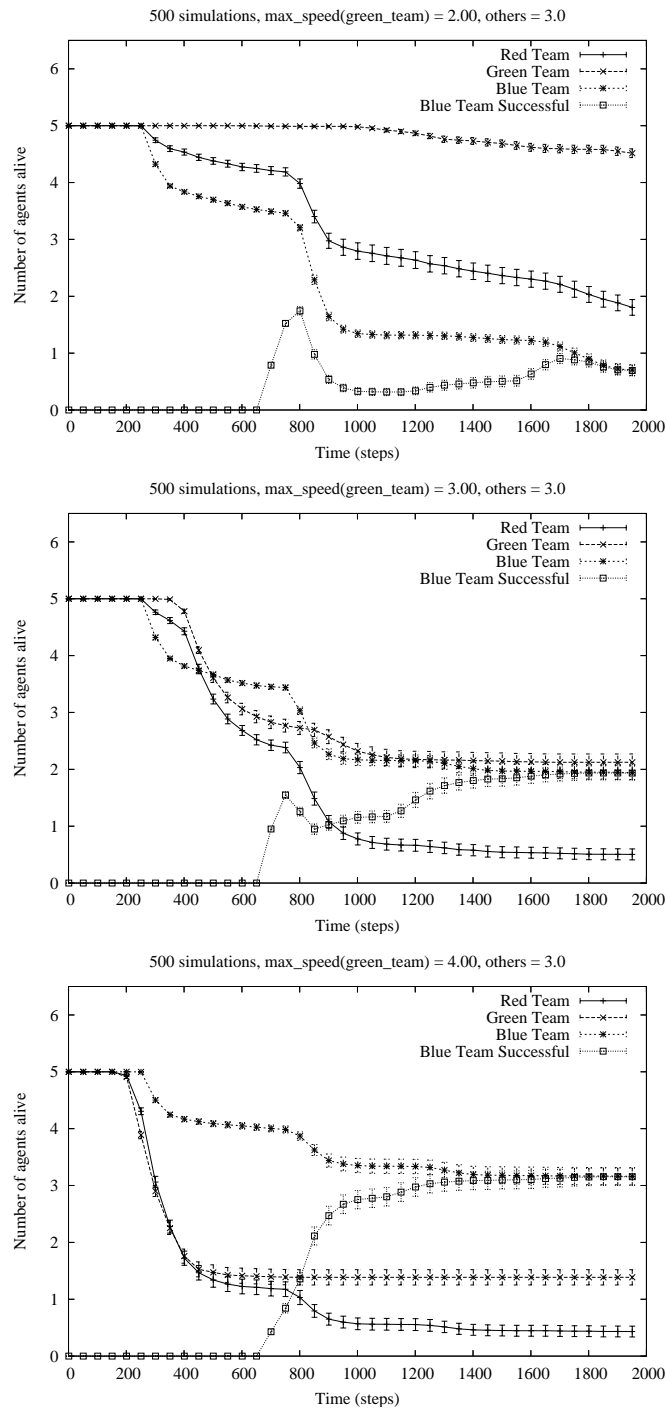 500 simulations, max_speed(green_team) = 2.00, others = 3.0
Red Team
Green Team
Blue Team
Blue Team Successful
6
5
4
3
2
1
0
Number of agents alive
0 200 400 600 800 1000 1200 1400 1600 1800 2000
Time (steps)
500 simulations, max_speed(green_team) = 3.00, others = 3.0
Red Team
Green Team
Blue Team
Blue Team Successful
6
5
4
3
2
1
0
Number of agents alive
0 200 400 600 800 1000 1200 1400 1600 1800 2000
Time (steps)
500 simulations, max_speed(green_team) = 4.00, others = 3.0
Red Team
Green Team
Blue Team
Blue Team Successful
6
5
4
3
2
1
0
Number of agents alive
0 200 400 600 800 1000 1200 1400 1600 1800 2000
Time (steps)